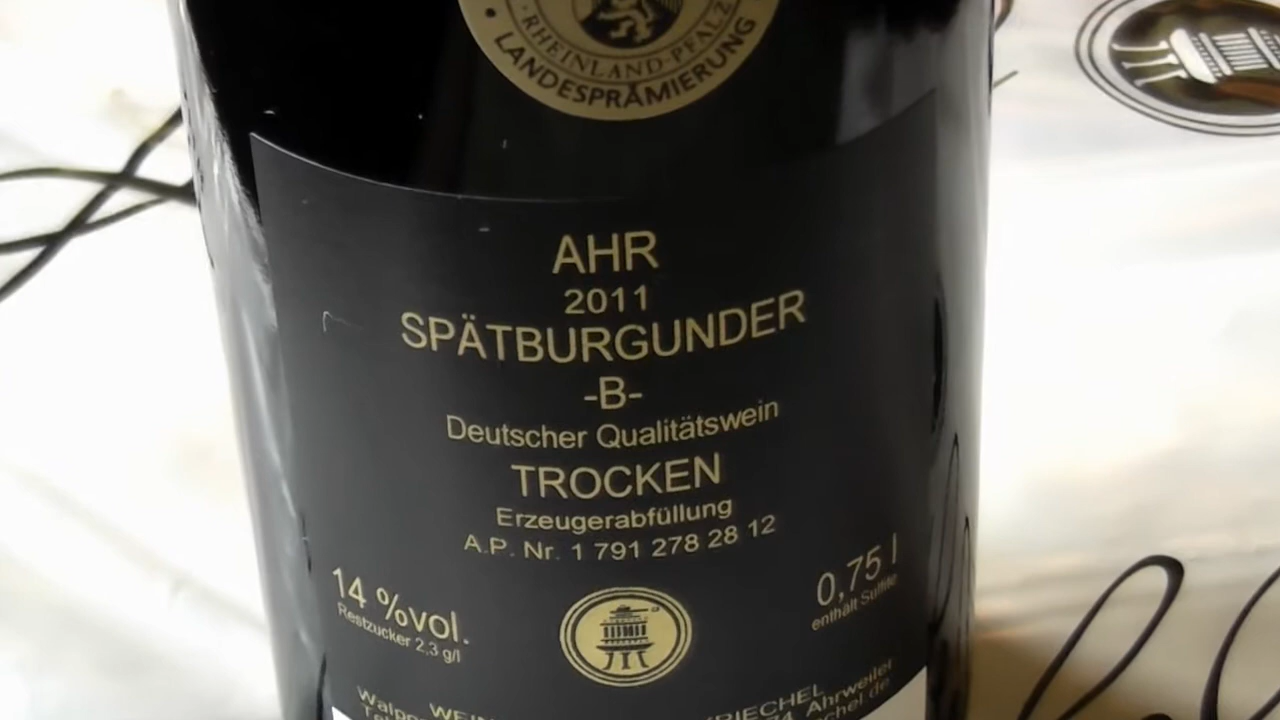 RHEINLAND-PFALZ
LANDESPRÄMIERUNG
AHR
2011
SPÄTBURGUNDER
-B-
Deutscher Qualitätswein
TROCKEN
Erzeugerabfüllung
A.P. Nr. 1 791 278 28 12
14 %vol.
Restzucker 2,3 g/l
0,75 l
enthält Sulfite
Ahrweiler